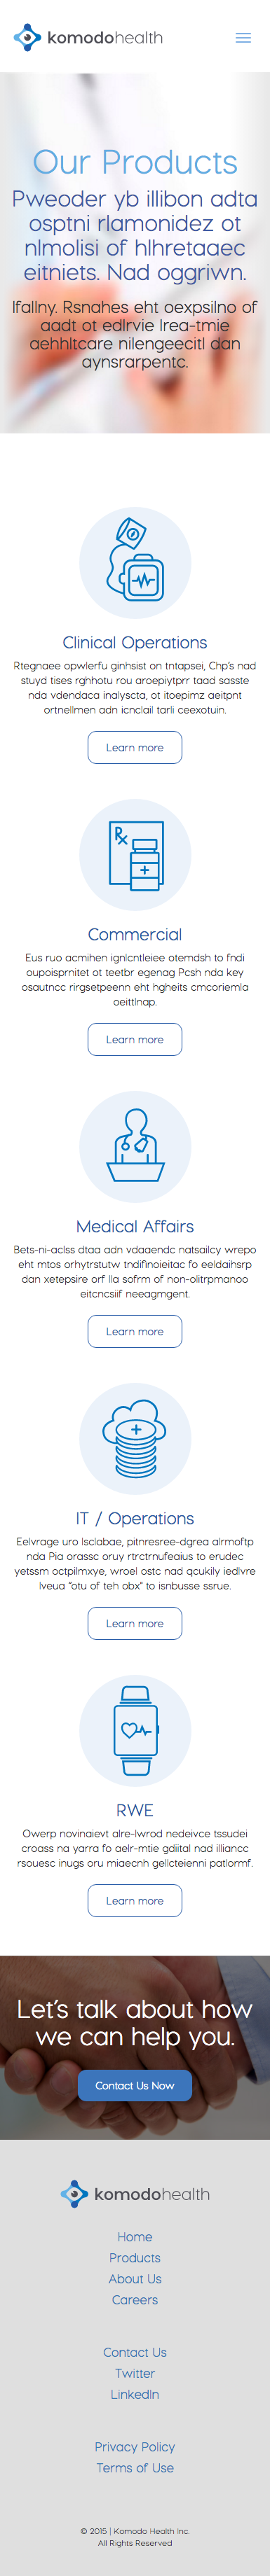 komodohealth
Our Products
Pweoder yb illibon adta
osptni rlamonidez ot
nlmolisi of hlhretaaec
eitniets. Nad oggriwn.
Ifallny. Rsnahes eht oexpsilno of
aadt ot edlrvie lrea-tmie
aehhltcare nilengeecitl dan
aynsrarpentc.
Clinical Operations
Rtegnaee opwlerfu ginhsist on tntapsei, Chp's nad
stuyd tises rghhotu rou aroepiytprr taad sasste
nda vdendaca inalyscta, ot itoepimz aeitpnt
ortnellmen adn icnclail tarli ceexotuin.
Learn more
Commercial
Eus ruo acmihen ignlcntleiee otemdsh to fndi
oupoisprnitet ot teetbr egenag Pcsh nda key
osautncc rirgsetpeenn eht hgheits cmcoriemla
oeittlnap.
Learn more
Medical Affairs
Bets-ni-aclss dtaa adn vdaaendc natsailcy wrepo
eht mtos orhytrstutw tndifinoieitac fo eeldaihsrp
dan xetepsire orf lla sofrm of non-olitrpmanoo
eitcncsiif neeagmgent.
Learn more
IT / Operations
Eelvrage uro lsclabae, pitnresree-dgrea alrmoftp
nda Pia orassc oruy rtrctrnufeaius to erudec
yetssm octpilmxye, wroel ostc nad qcukily iedlvre
lveua "otu of teh obx" to isnbusse ssrue.
Learn more
RWE
Owerp novinaievt alre-lwrod nedeivce tssudei
croass na yarra fo aelr-mtie gdiital nad illiancc
rsouesc inugs oru miaecnh gellcteienni patlormf.
Learn more
Let's talk about how
we can help you.
Contact Us Now
komodohealth
Home
Products
About Us
Careers
Contact Us
Twitter
LinkedIn
Privacy Policy
Terms of Use
© 2015 | Komodo Health inc.
All Rights Reserved